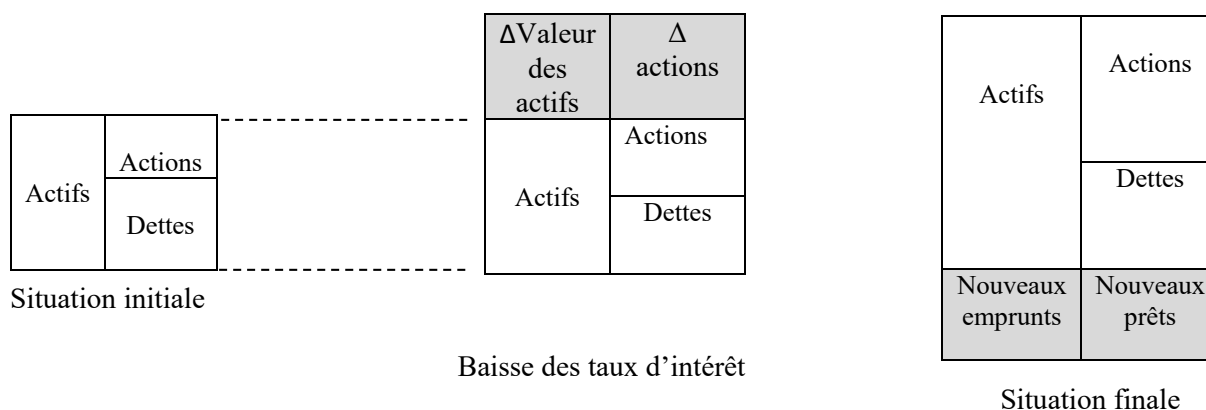 Actifs
Actions
Dettes
Situation initiale
ΔValeur
des
actifs
Δ
actions
Actifs
Actions
Dettes
Baisse des taux d’intérêt
Actifs
Actions
Dettes
Nouveaux
emprunts
Nouveaux
prêts
Situation finale